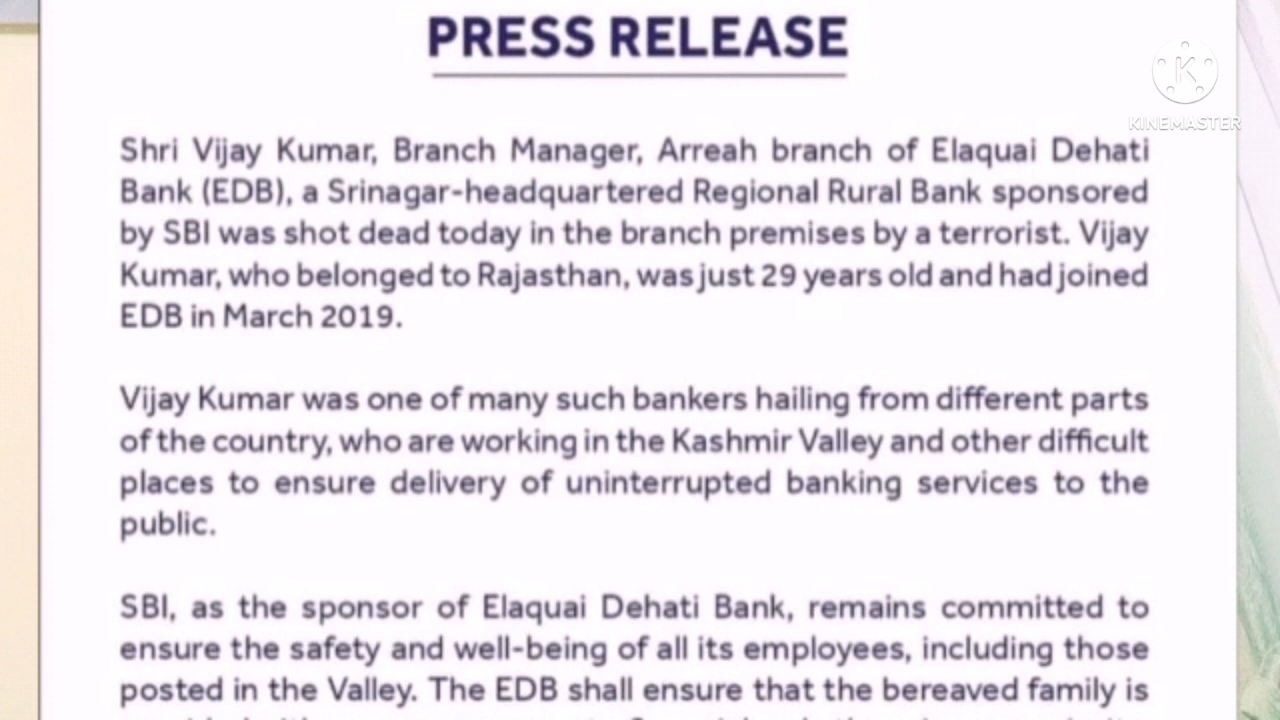 PRESS RELEASE
K
KINEMASTER
Shri Vijay Kumar, Branch Manager, Arreah branch of Elaquai Dehati
Bank (EDB), a Srinagar-headquartered Regional Rural Bank sponsored
by SBI was shot dead today in the branch premises by a terrorist. Vijay
Kumar, who belonged to Rajasthan, was just 29 years old and had joined
EDB in March 2019.
Vijay Kumar was one of many such bankers hailing from different parts
of the country, who are working in the Kashmir Valley and other difficult
places to ensure delivery of uninterrupted banking services to the
public.
SBI, as the sponsor of Elaquai Dehati Bank, remains committed to
ensure the safety and well-being of all its employees, including those
posted in the Valley. The EDB shall ensure that the bereaved family is